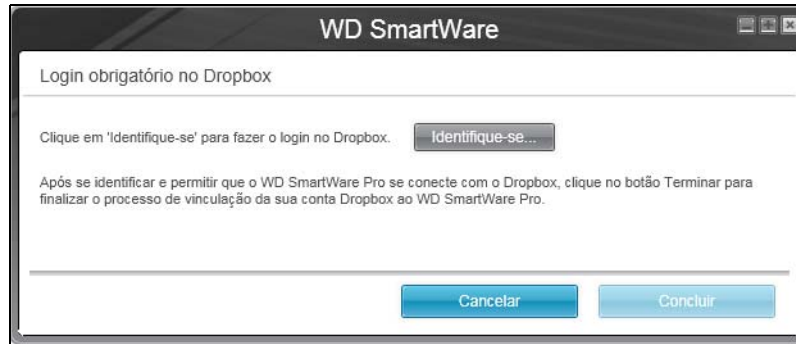 WD SmartWare
Login obrigatório no Dropbox
Clique em 'Identifique-se' para fazer o login no Dropbox. Identifique-se...
Após se identificar e permitir que o WD SmartWare Pro se conecte com o Dropbox, clique no botão Terminar para
finalizar o processo de vinculação da sua conta Dropbox ao WD SmartWare Pro.
Cancelar Concluir